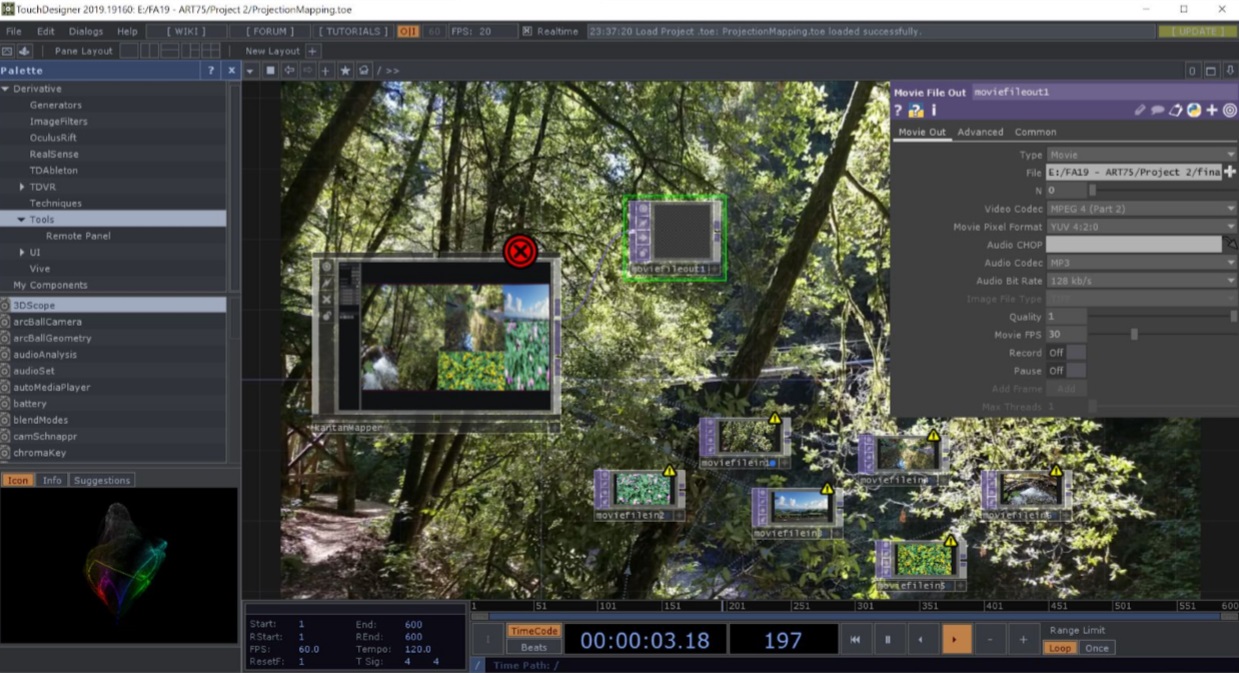 TouchDesigner 2019.19160: E:/FA19 - ART75/Project 2/ProjectionMapping.toe
File Edit Dialogs Help [ WIKI ] [ FORUM ] [ TUTORIALS ] O|I 60 FPS: 20 Realtime 23:37:20 Load Project .toe: ProjectionMapping.toe loaded successfully. [ UPDATE ]
Pane Layout New Layout +
Palette ? x / >>
Derivative
Generators
ImageFilters
OculusRift
RealSense
TDAbleton
TDVR
Techniques
Tools
Remote Panel
UI
Vive
My Components
3DScope
arcBallCamera
arcBallGeometry
audioAnalysis
audioSet
autoMediaPlayer
battery
blendModes
camSchnappr
chromaKey
Icon Info Suggestions
moviefileout1
kantanMapper
moviefilein1
moviefilein2
moviefilein5
Movie File Out moviefileout1
Movie Out Advanced Common
Type Movie
File E:/FA19 - ART75/Project 2/fina
N 0
Video Codec MPEG 4 (Part 2)
Movie Pixel Format YUV 4:2:0
Audio CHOP
Audio Codec MP3
Audio Bit Rate 128 kb/s
Image File Type
Quality 1
Movie FPS 30
Record Off
Pause Off
Add Frame Add
Max Threads 1
1 51 101 151 201 251 301 351 401 451 501 551 600
Start: 1 End: 600
RStart: 1 REnd: 600
FPS: 60.0 Tempo: 120.0
ResetF: 1 T Sig: 4 4
TimeCode
Beats
00:00:03.18 197
Range Limit
Loop Once
/ Time Path: /